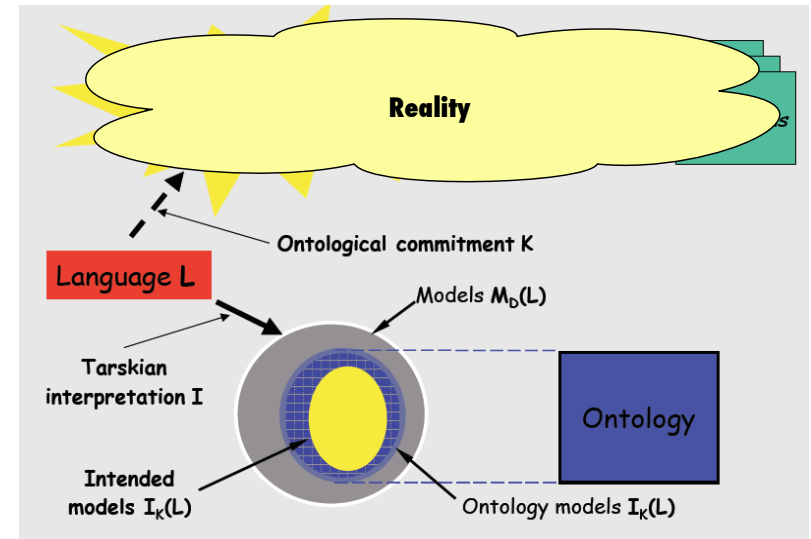 Reality
Ontological commitment K
Language L
Models M_D(L)
Tarskian
interpretation I
Ontology
Intended
models I_K(L)
Ontology models I_K(L)